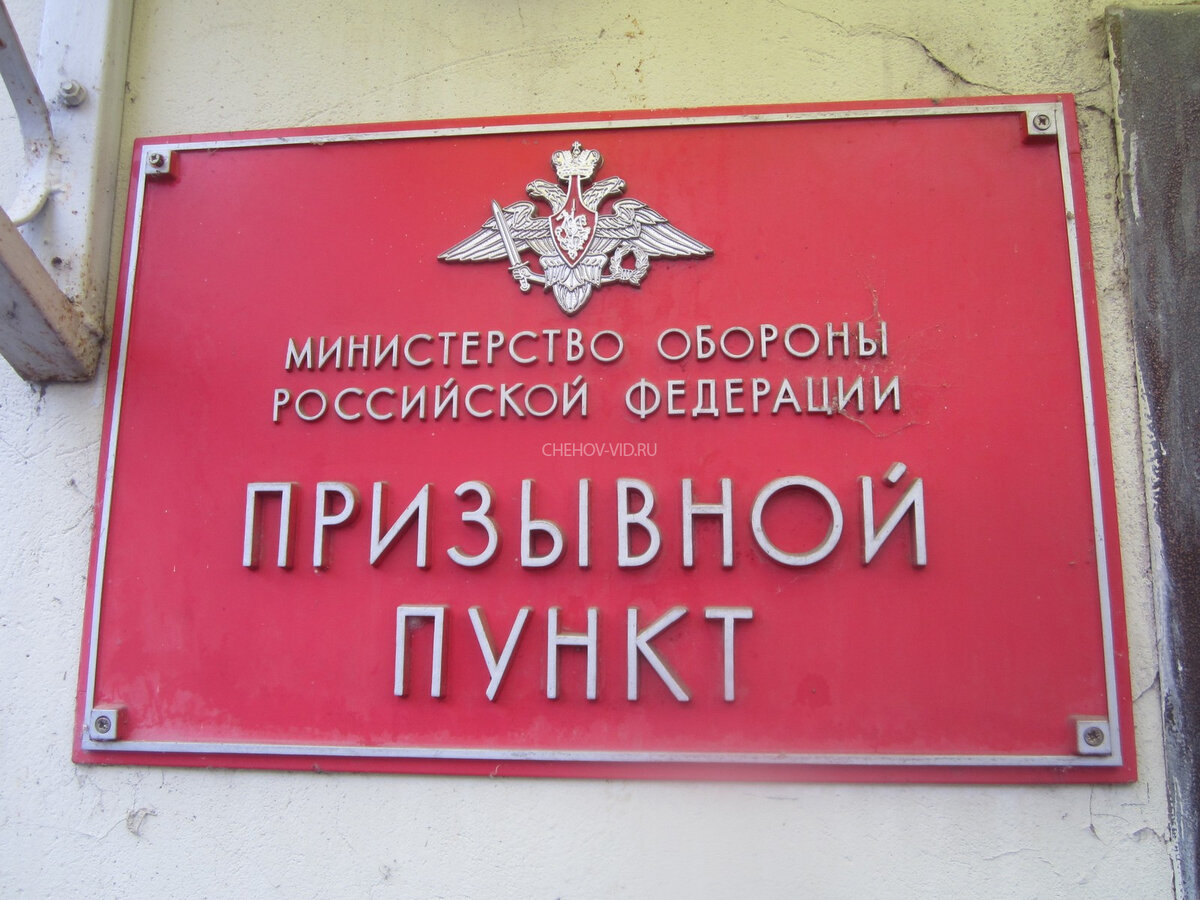 МИНИСТЕРСТВО ОБОРОНЫ
РОССИЙСКОЙ ФЕДЕРАЦИИ
CHEHOV-VID.RU
ПРИЗЫВНОЙ
ПУНКТ